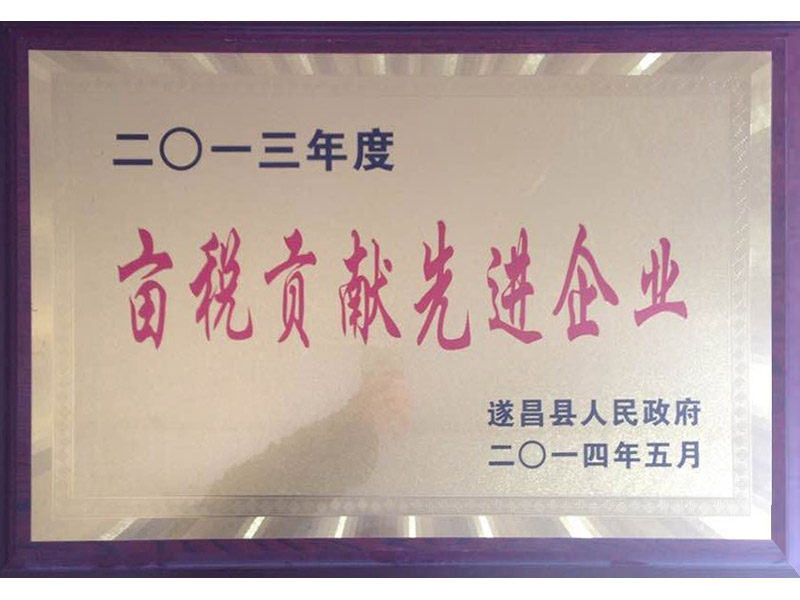 二〇一三年度
亩税贡献先进企业
遂昌县人民政府
二〇一四年五月